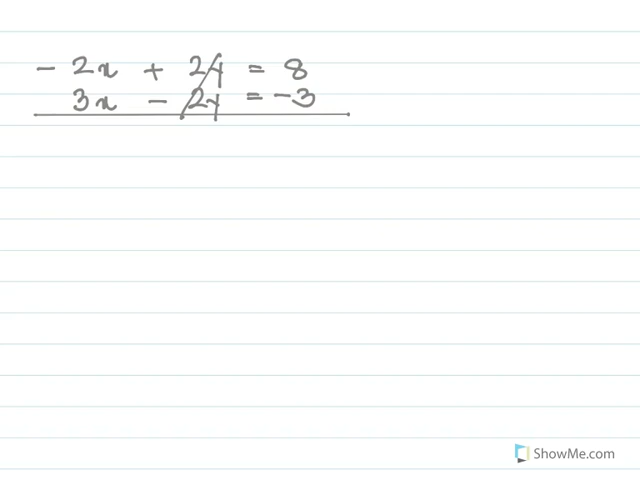 - 2x + 2y = 8
3x - 2y = -3
ShowMe.com